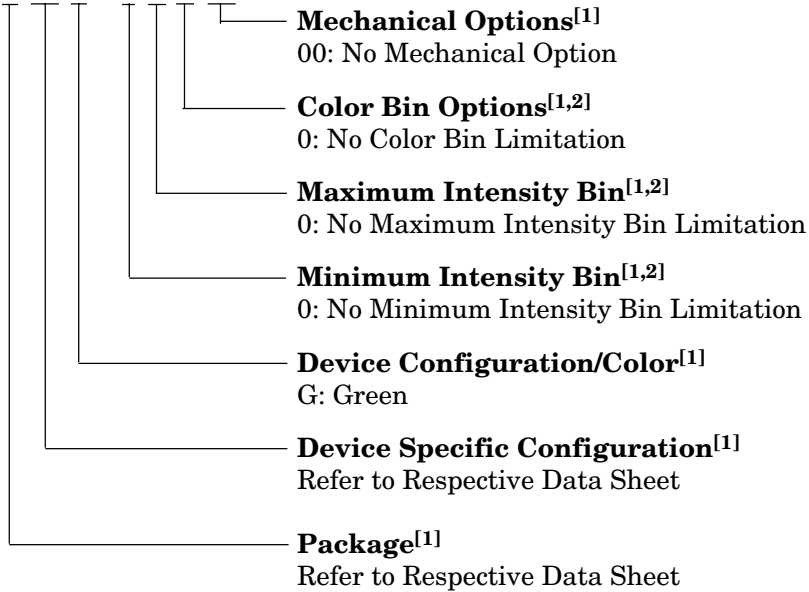 Mechanical Options[1]
00: No Mechanical Option
Color Bin Options[1,2]
0: No Color Bin Limitation
Maximum Intensity Bin[1,2]
0: No Maximum Intensity Bin Limitation
Minimum Intensity Bin[1,2]
0: No Minimum Intensity Bin Limitation
Device Configuration/Color[1]
G: Green
Device Specific Configuration[1]
Refer to Respective Data Sheet
Package[1]
Refer to Respective Data Sheet